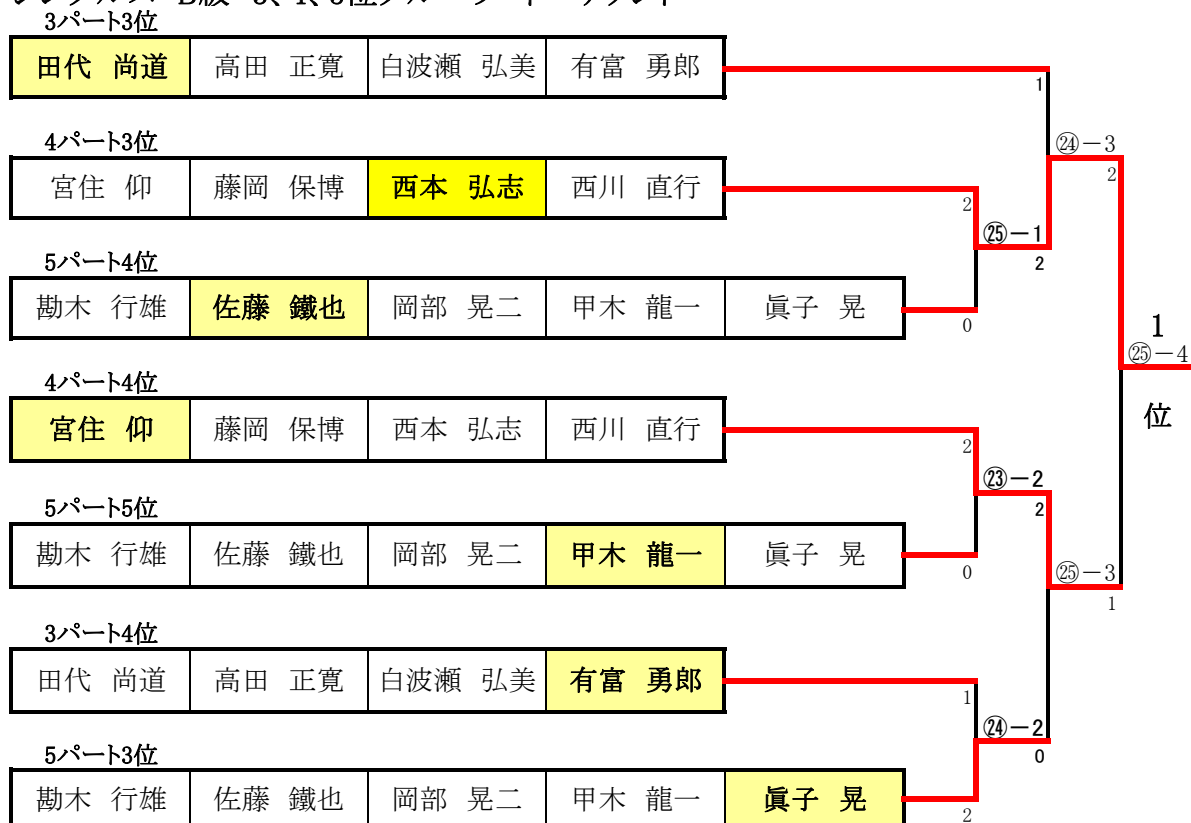 3パート3位
田代 尚道 高田 正寛 白波瀬 弘美 有富 勇郎
1
4パート3位
㉔－3
宮住 仰 藤岡 保博 西本 弘志 西川 直行
2
2
㉕－1
5パート4位
2
勘木 行雄 佐藤 鐵也 岡部 晃二 甲木 龍一 眞子 晃
0
1
㉕－4
位
4パート4位
宮住 仰 藤岡 保博 西本 弘志 西川 直行
2
㉓－2
5パート5位
2
勘木 行雄 佐藤 鐵也 岡部 晃二 甲木 龍一 眞子 晃
0
㉕－3
1
3パート4位
田代 尚道 高田 正寛 白波瀬 弘美 有富 勇郎
1
㉔－2
5パート3位
0
勘木 行雄 佐藤 鐵也 岡部 晃二 甲木 龍一 眞子 晃
2